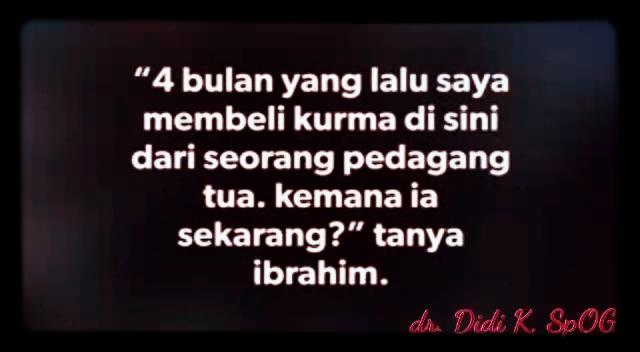 “4 bulan yang lalu saya
membeli kurma di sini
dari seorang pedagang
tua. kemana ia
sekarang?” tanya
ibrahim.
dr. Didi K, SpOG